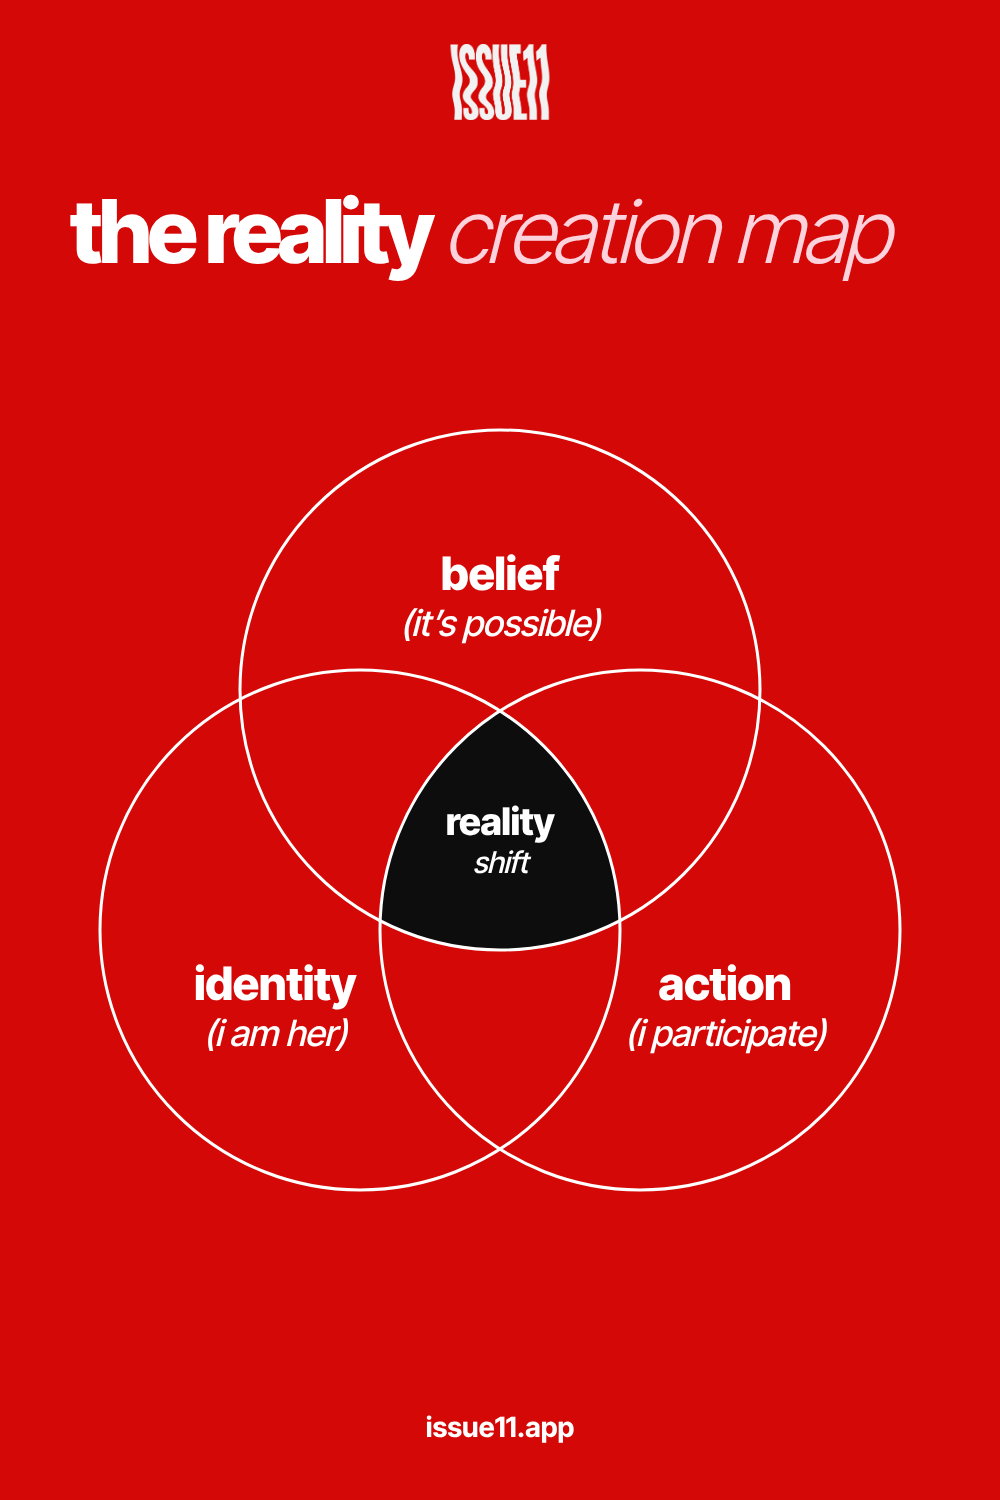 ISSUE11
the reality creation map
belief
(it's possible)
reality
shift
identity
(i am her)
action
(i participate)
issue11.app